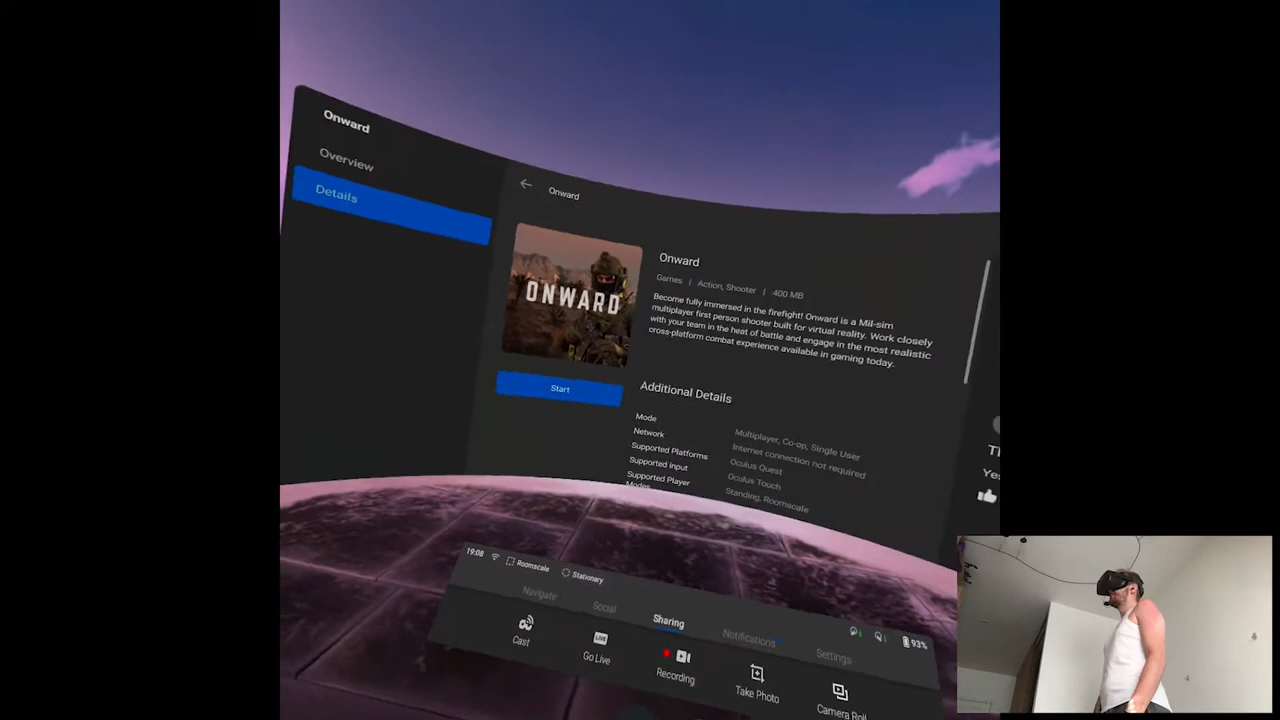 Onward
Overview
Details
Onward
ONWARD
Start
Onward
Games | Action, Shooter | 400 MB
Become fully immersed in the firefight! Onward is a Mil-sim
multiplayer first person shooter built for virtual reality. Work closely
with your team in the heat of battle and engage in the most realistic
cross-platform combat experience available in gaming today.
Additional Details
Mode Multiplayer, Co-op, Single User
Network Internet connection not required
Supported Platforms Oculus Quest
Supported Input Oculus Touch
Supported Player Standing, Roomscale
Modes
19:08 Roomscale Stationary
Navigate Social Sharing Notifications Settings
93%
Cast
LIVE
Go Live
Recording
Take Photo
Camera Roll